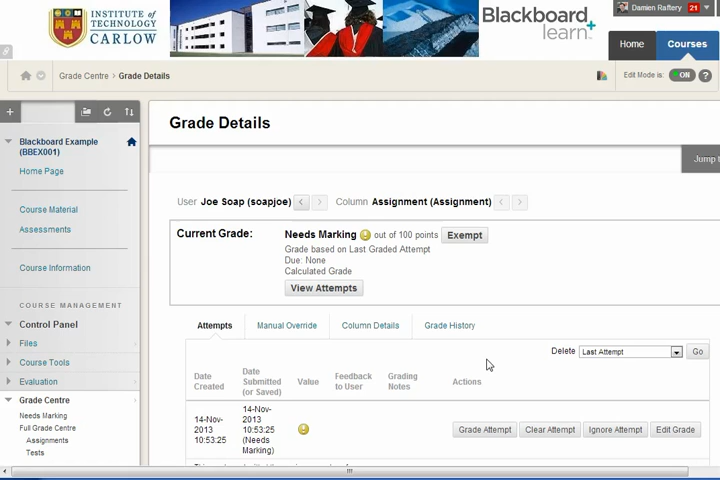 INSTITUTE of
TECHNOLOGY
CARLOW
Blackboard
learn+
Damien Raftery 21
Home Courses
Grade Centre › Grade Details
Edit Mode is: ON ?
Blackboard Example
(BBEX001)
Home Page
Course Material
Assignments
Course Information
COURSE MANAGEMENT
Control Panel
Files
Course Tools
Evaluation
Grade Centre
Needs Marking
Full Grade Centre
Assignments
Tests
Grade Details
Jump t
User Joe Soap (soapjoe) < > Column Assignment (Assignment) < >
Current Grade: Needs Marking out of 100 points Exempt
Grade based on Last Graded Attempt
Due: None
Calculated Grade
View Attempts
Attempts Manual Override Column Details Grade History
Delete Last Attempt Go
Date Created Date Submitted (or Saved) Value Feedback to User Grading Notes Actions
14-Nov-2013 10:53:25 14-Nov-2013 10:53:25 (Needs Marking) Grade Attempt Clear Attempt Ignore Attempt Edit Grade